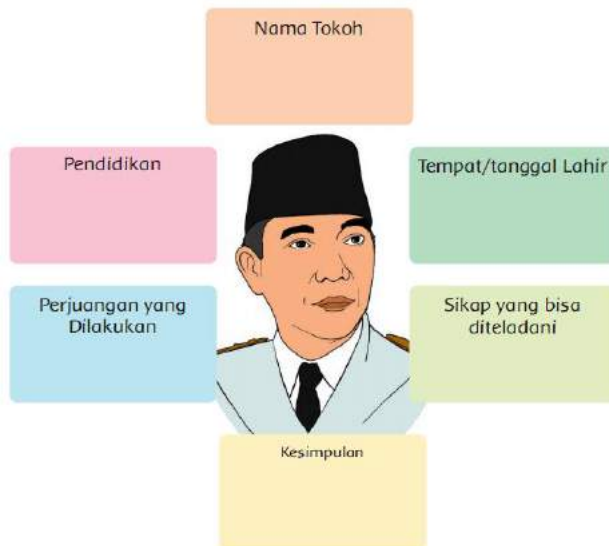 Nama Tokoh
Pendidikan
Tempat/tanggal Lahir
Perjuangan yang
Dilakukan
Sikap yang bisa
diteladani
Kesimpulan